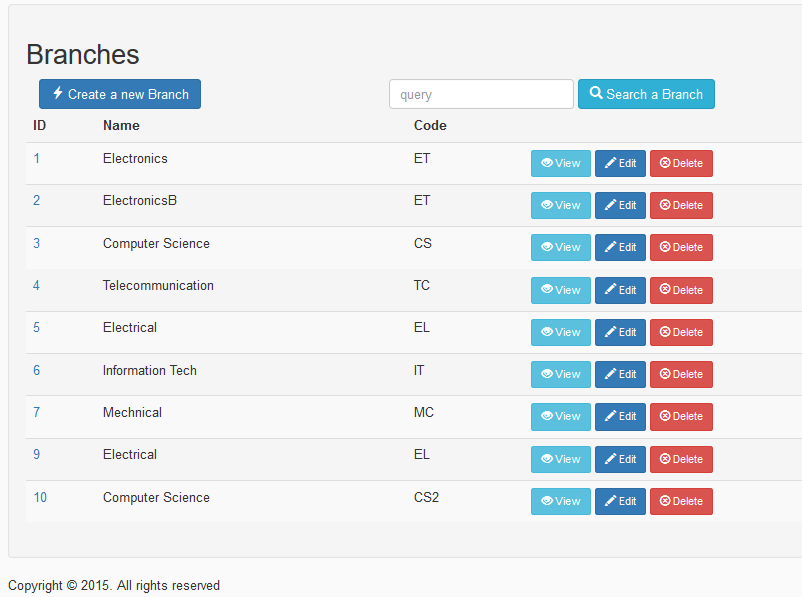 Branches
Create a new Branch query Search a Branch
ID Name Code
1 Electronics ET View Edit Delete
2 ElectronicsB ET View Edit Delete
3 Computer Science CS View Edit Delete
4 Telecommunication TC View Edit Delete
5 Electrical EL View Edit Delete
6 Information Tech IT View Edit Delete
7 Mechnical MC View Edit Delete
9 Electrical EL View Edit Delete
10 Computer Science CS2 View Edit Delete
Copyright © 2015. All rights reserved